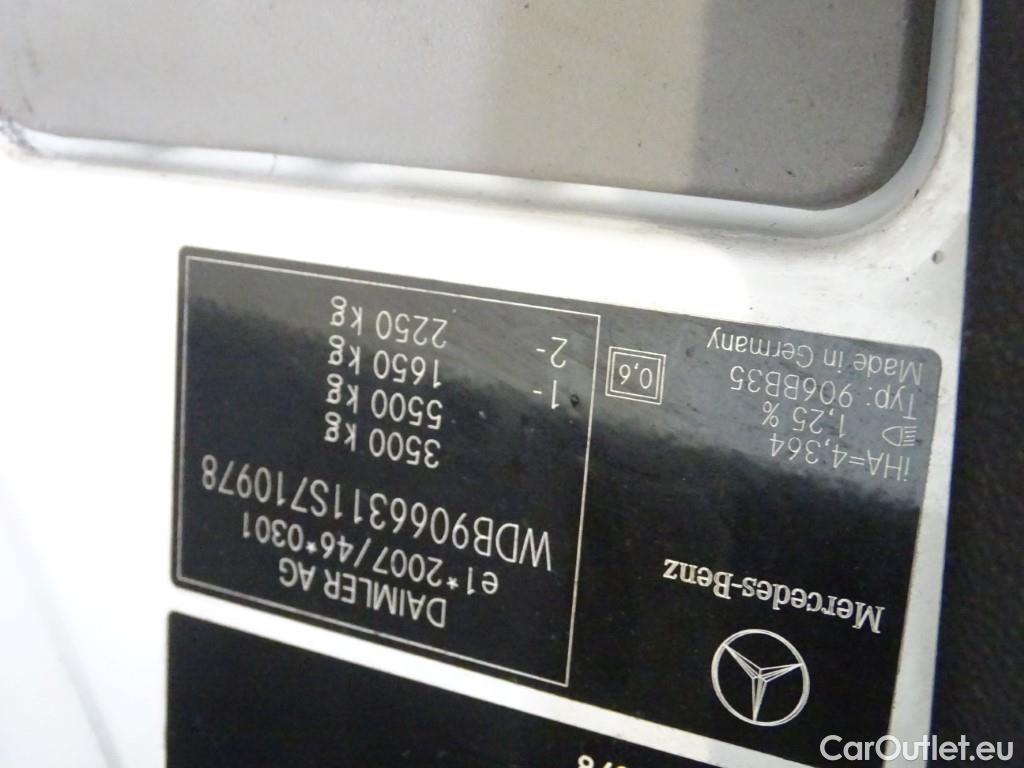 Mercedes-Benz
iHA=4,364
1,25 %
Typ: 906BB35
Made in Germany
0,6
DAIMLER AG
e1*2007/46*0301
WDB9066311S710978
3500 kg
5500 kg
1- 1650 kg
2- 2250 kg
CarOutlet.eu